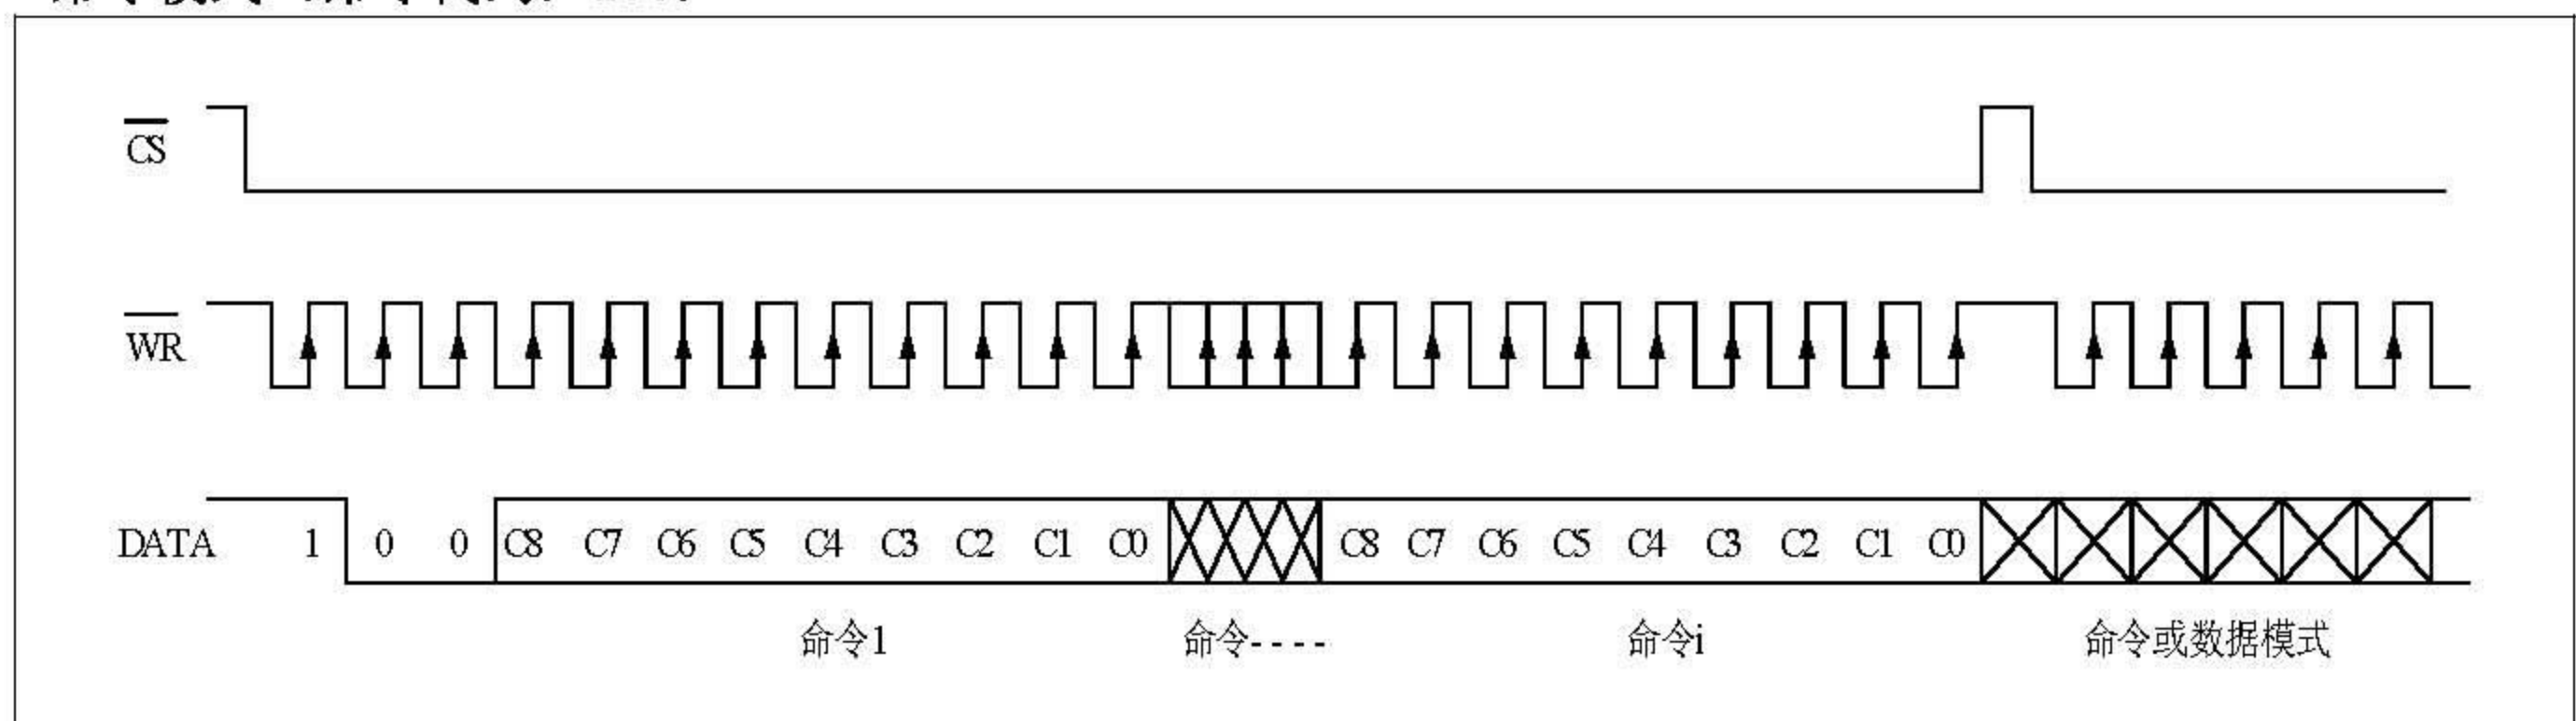 CS
WR
DATA 1 0 0 C8 C7 C6 C5 C4 C3 C2 C1 C0 C8 C7 C6 C5 C4 C3 C2 C1 C0
命令1 命令---- 命令i 命令或数据模式